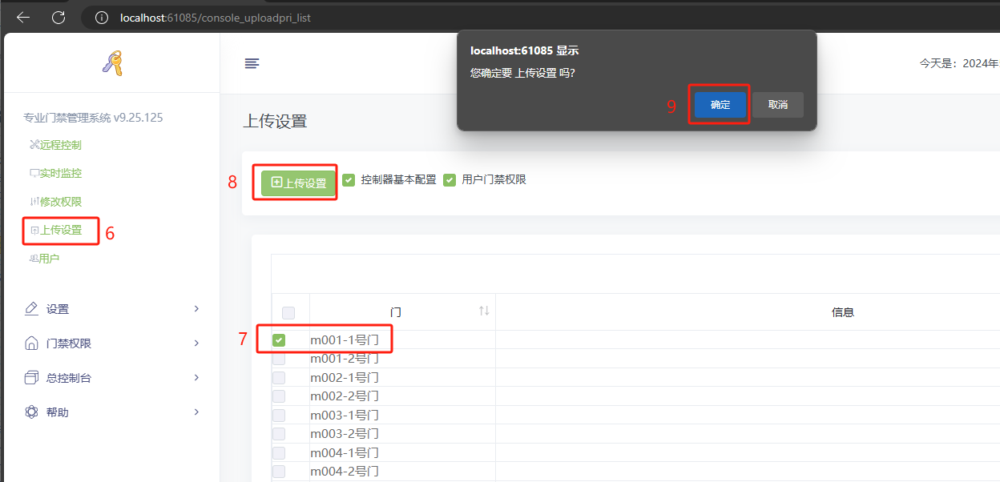 localhost:61085/console_uploadpri_list
localhost:61085 显示
您确定要 上传设置 吗?
9
确定
取消
今天是：2024年
专业门禁管理系统 v9.25.125
远程控制
实时监控
修改权限
上传设置
6
用户
设置
门禁权限
总控制台
帮助
上传设置
8
上传设置
控制器基本配置
用户门禁权限
门
信息
7
m001-1号门
m001-2号门
m002-1号门
m002-2号门
m003-1号门
m003-2号门
m004-1号门
m004-2号门